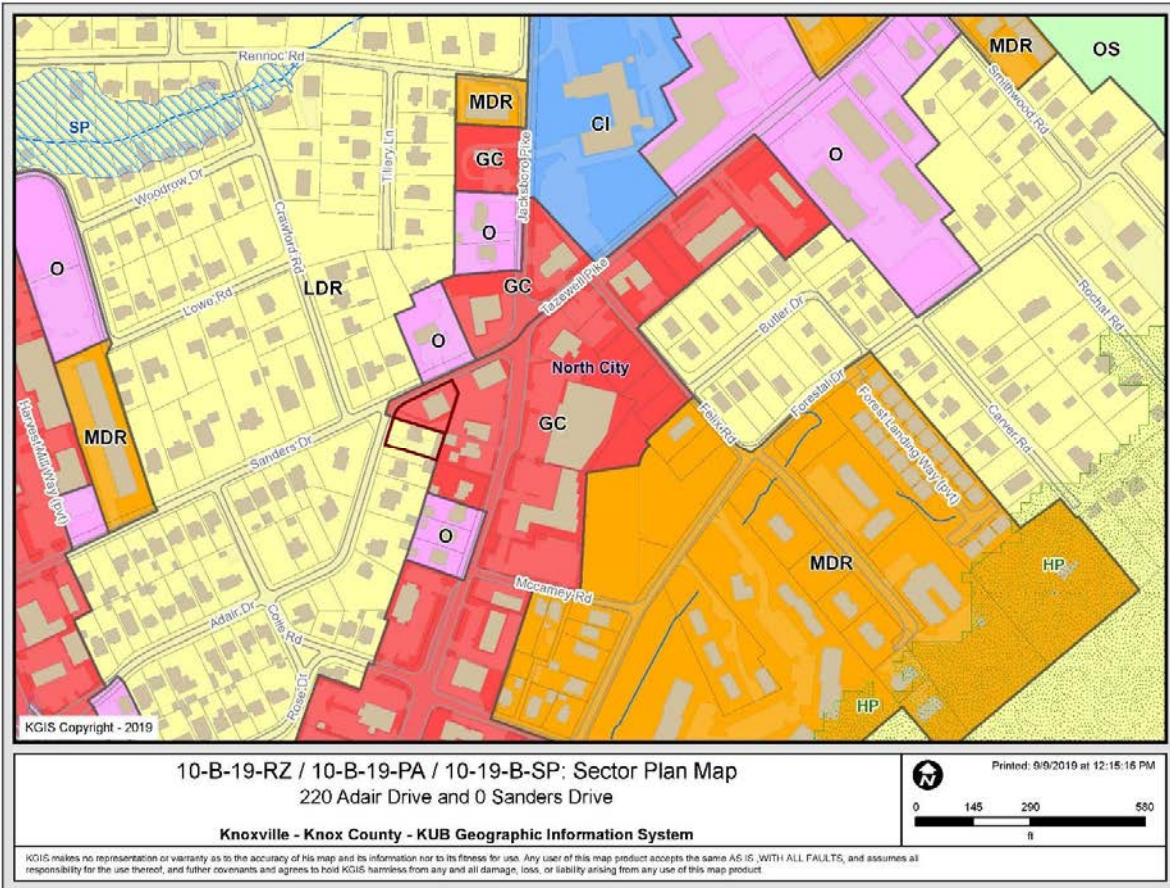 Rennoc Rd
MDR
OS
MDR
Smithwood Rd
CI
SP
Tillery Ln
GC
Jacksboro Pike
O
Woodrow Dr
Crawford Rd
O
O
LDR
GC
Tazewell Pike
Lowe Rd
O
Butler Dr
Rochat Rd
North City
Forestal Dr
GC
Felix Rd
Carver Rd
MDR
Harvest Mill Way (pvt)
Sanders Dr
Forest Landing Way (pvt)
O
MDR
HP
Mccamey Rd
Adair Dr
Colle Rd
Rose Dr
HP
KGIS Copyright - 2019
10-B-19-RZ / 10-B-19-PA / 10-19-B-SP: Sector Plan Map
220 Adair Drive and 0 Sanders Drive
Knoxville - Knox County - KUB Geographic Information System
N
Printed: 9/9/2019 at 12:15:16 PM
0 145 290 580
ft
KGIS makes no representation or warranty as to the accuracy of his map and its information nor to its fitness for use. Any user of this map product accepts the same AS IS ,WITH ALL FAULTS, and assumes all
responsibility for the use thereof, and futher covenants and agrees to hold KGIS harmless from any and all damage, loss, or liability arising from any use of this map product.